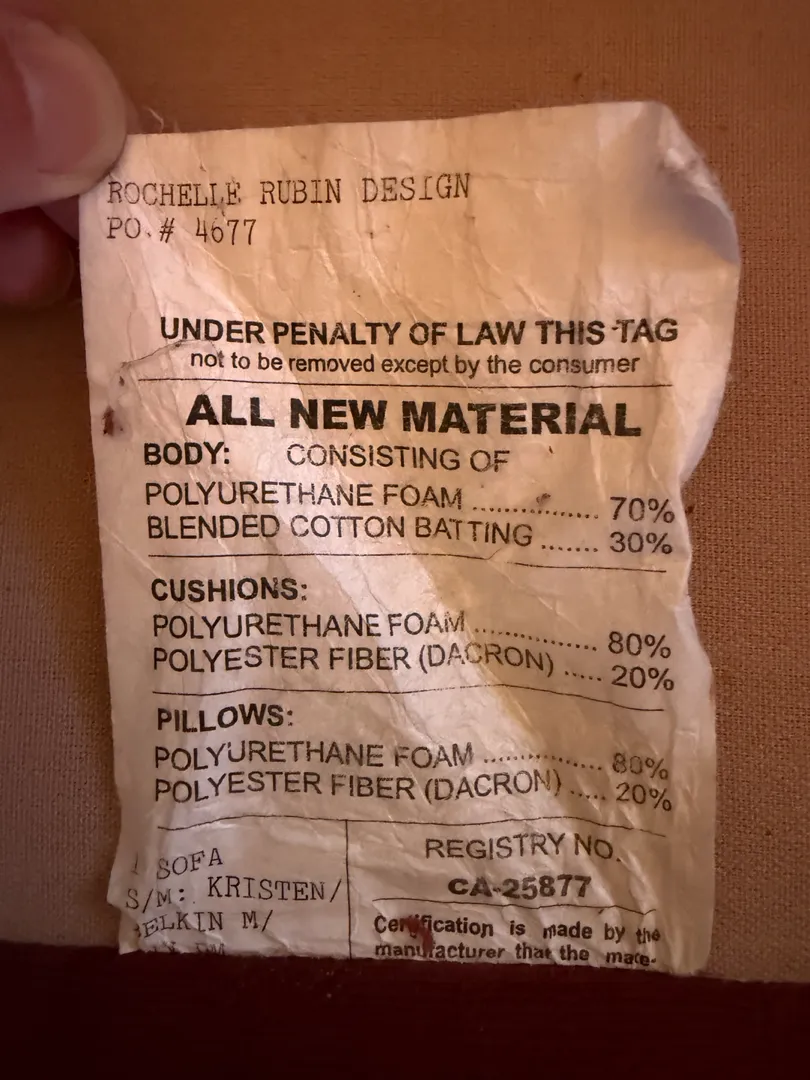 ROCHELLE RUBIN DESIGN
PO.# 4677
UNDER PENALTY OF LAW THIS TAG
not to be removed except by the consumer
ALL NEW MATERIAL
BODY: CONSISTING OF
POLYURETHANE FOAM ................ 70%
BLENDED COTTON BATTING ....... 30%
CUSHIONS:
POLYURETHANE FOAM ................ 80%
POLYESTER FIBER (DACRON) ..... 20%
PILLOWS:
POLYURETHANE FOAM ................ 80%
POLYESTER FIBER (DACRON) ..... 20%
SOFA
S/M: KRISTEN/
BELKIN M/
REGISTRY NO.
CA-25877
Certification is made by the
manufacturer that the mate-